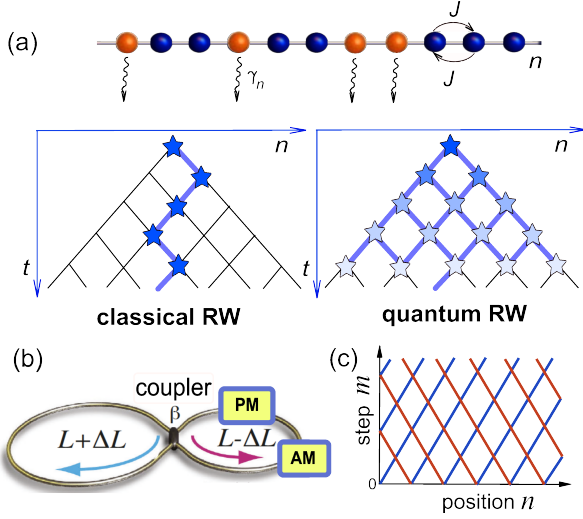 (a)
J
J
n
γn
n
n
t
classical RW
quantum RW
(b)
coupler
β
PM
L+ΔL
L-ΔL
AM
(c)
step m
0
position n